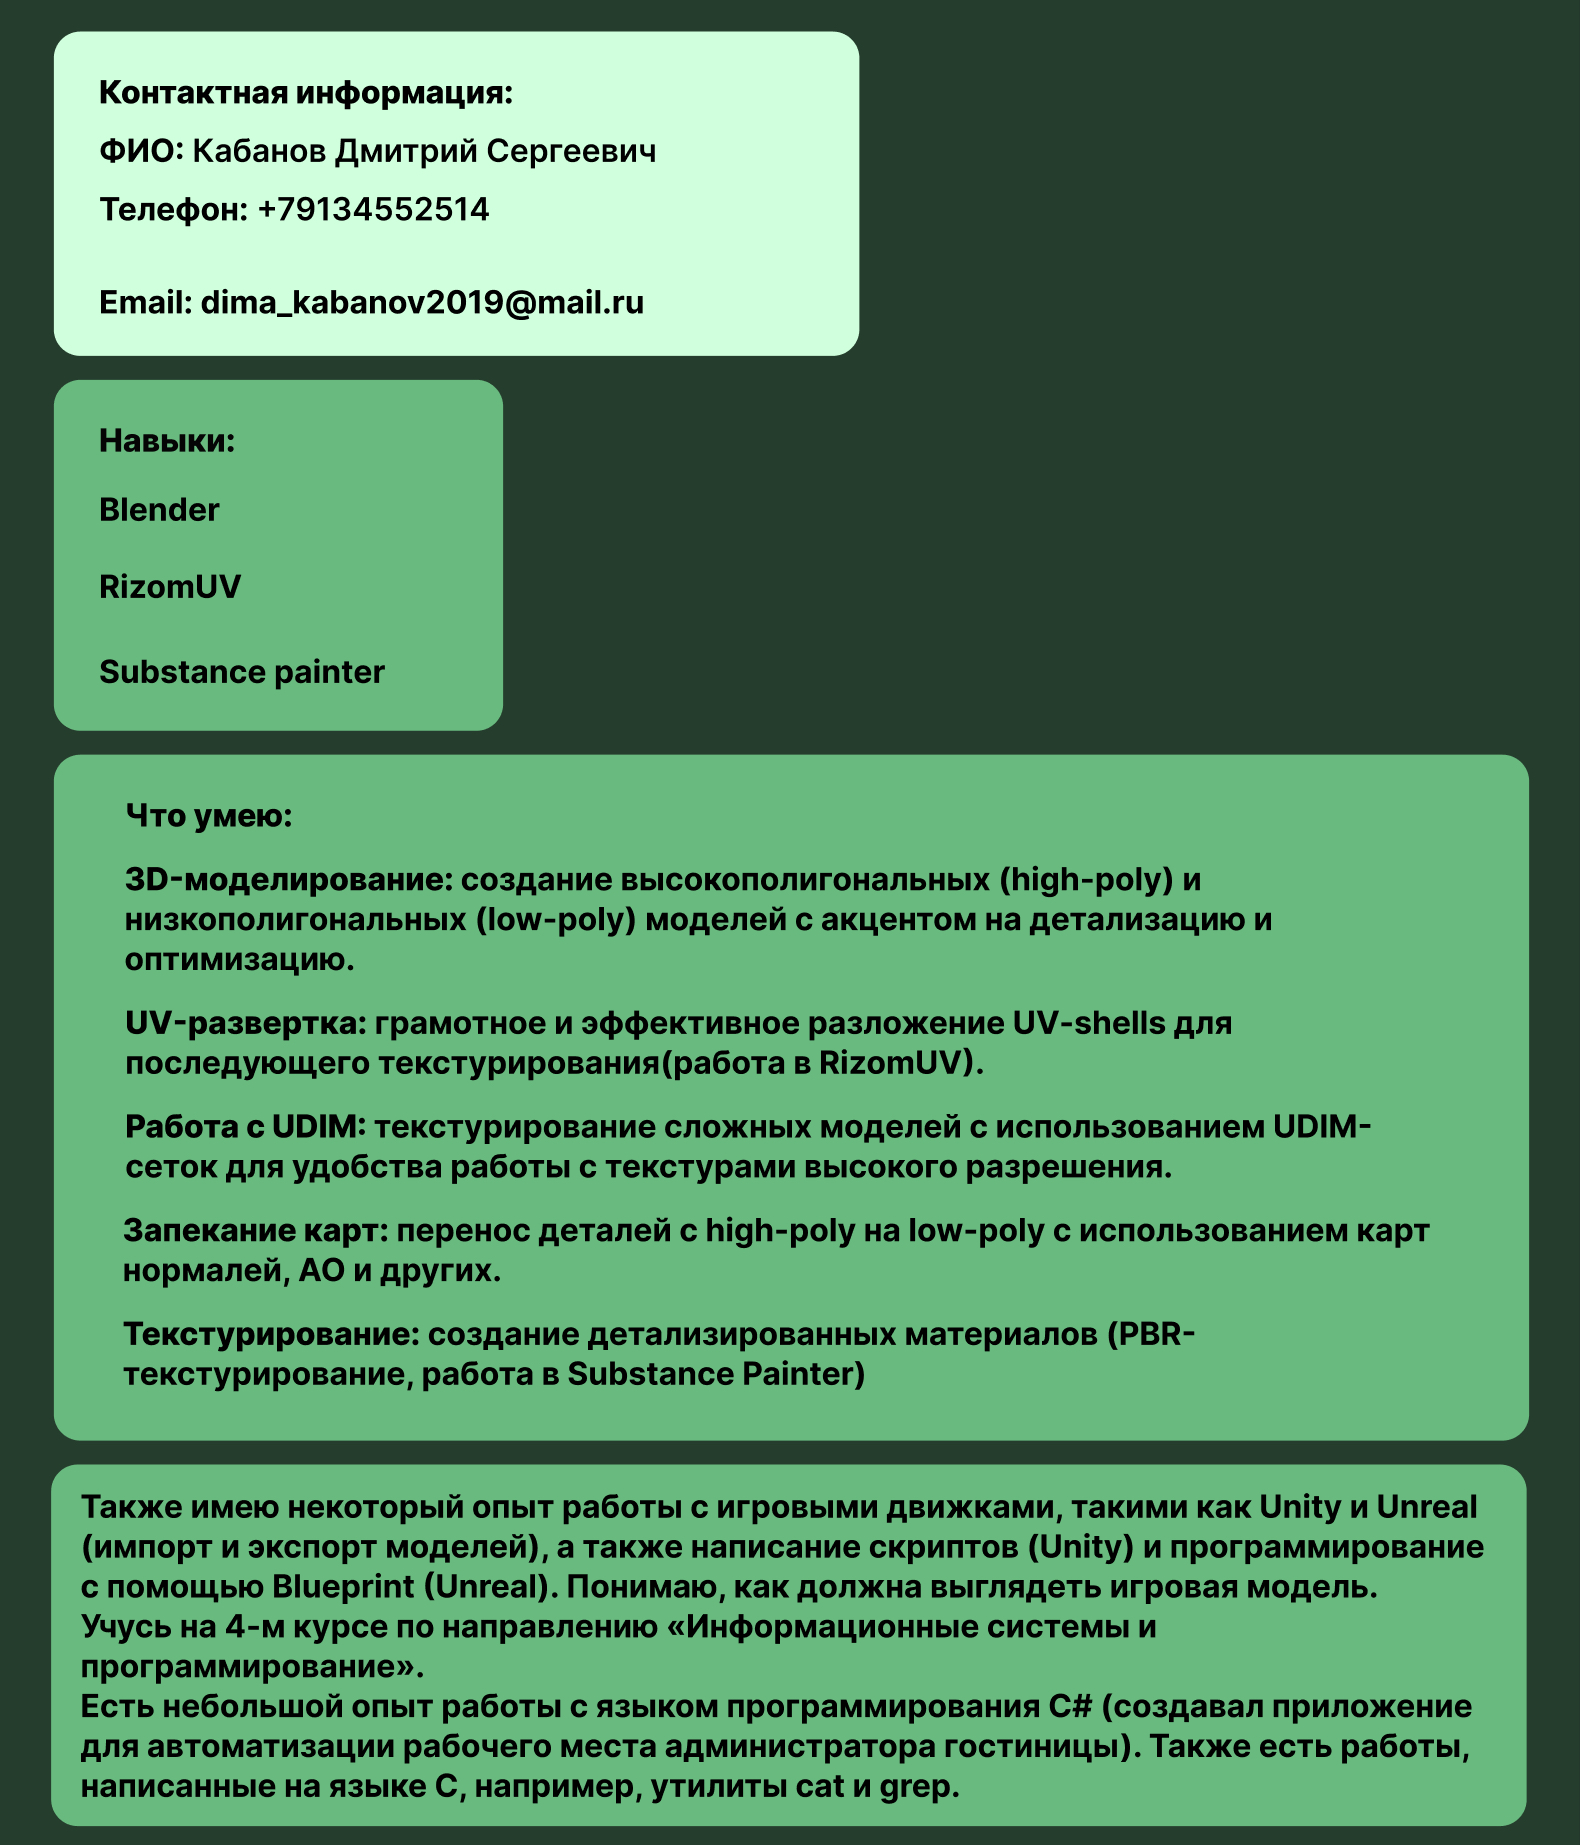 Контактная информация:
ФИО: Кабанов Дмитрий Сергеевич
Телефон: +79134552514
Email: dima_kabanov2019@mail.ru
Навыки:
Blender
RizomUV
Substance painter
Что умею:
3D-моделирование: создание высокополигональных (high-poly) и
низкополигональных (low-poly) моделей с акцентом на детализацию и
оптимизацию.
UV-развертка: грамотное и эффективное разложение UV-shells для
последующего текстурирования(работа в RizomUV).
Работа с UDIM: текстурирование сложных моделей с использованием UDIM-
сеток для удобства работы с текстурами высокого разрешения.
Запекание карт: перенос деталей с high-poly на low-poly с использованием карт
нормалей, AO и других.
Текстурирование: создание детализированных материалов (PBR-
текстурирование, работа в Substance Painter)
Также имею некоторый опыт работы с игровыми движками, такими как Unity и Unreal
(импорт и экспорт моделей), а также написание скриптов (Unity) и программирование
с помощью Blueprint (Unreal). Понимаю, как должна выглядеть игровая модель.
Учусь на 4-м курсе по направлению «Информационные системы и
программирование».
Есть небольшой опыт работы с языком программирования C# (создавал приложение
для автоматизации рабочего места администратора гостиницы). Также есть работы,
написанные на языке C, например, утилиты cat и grep.